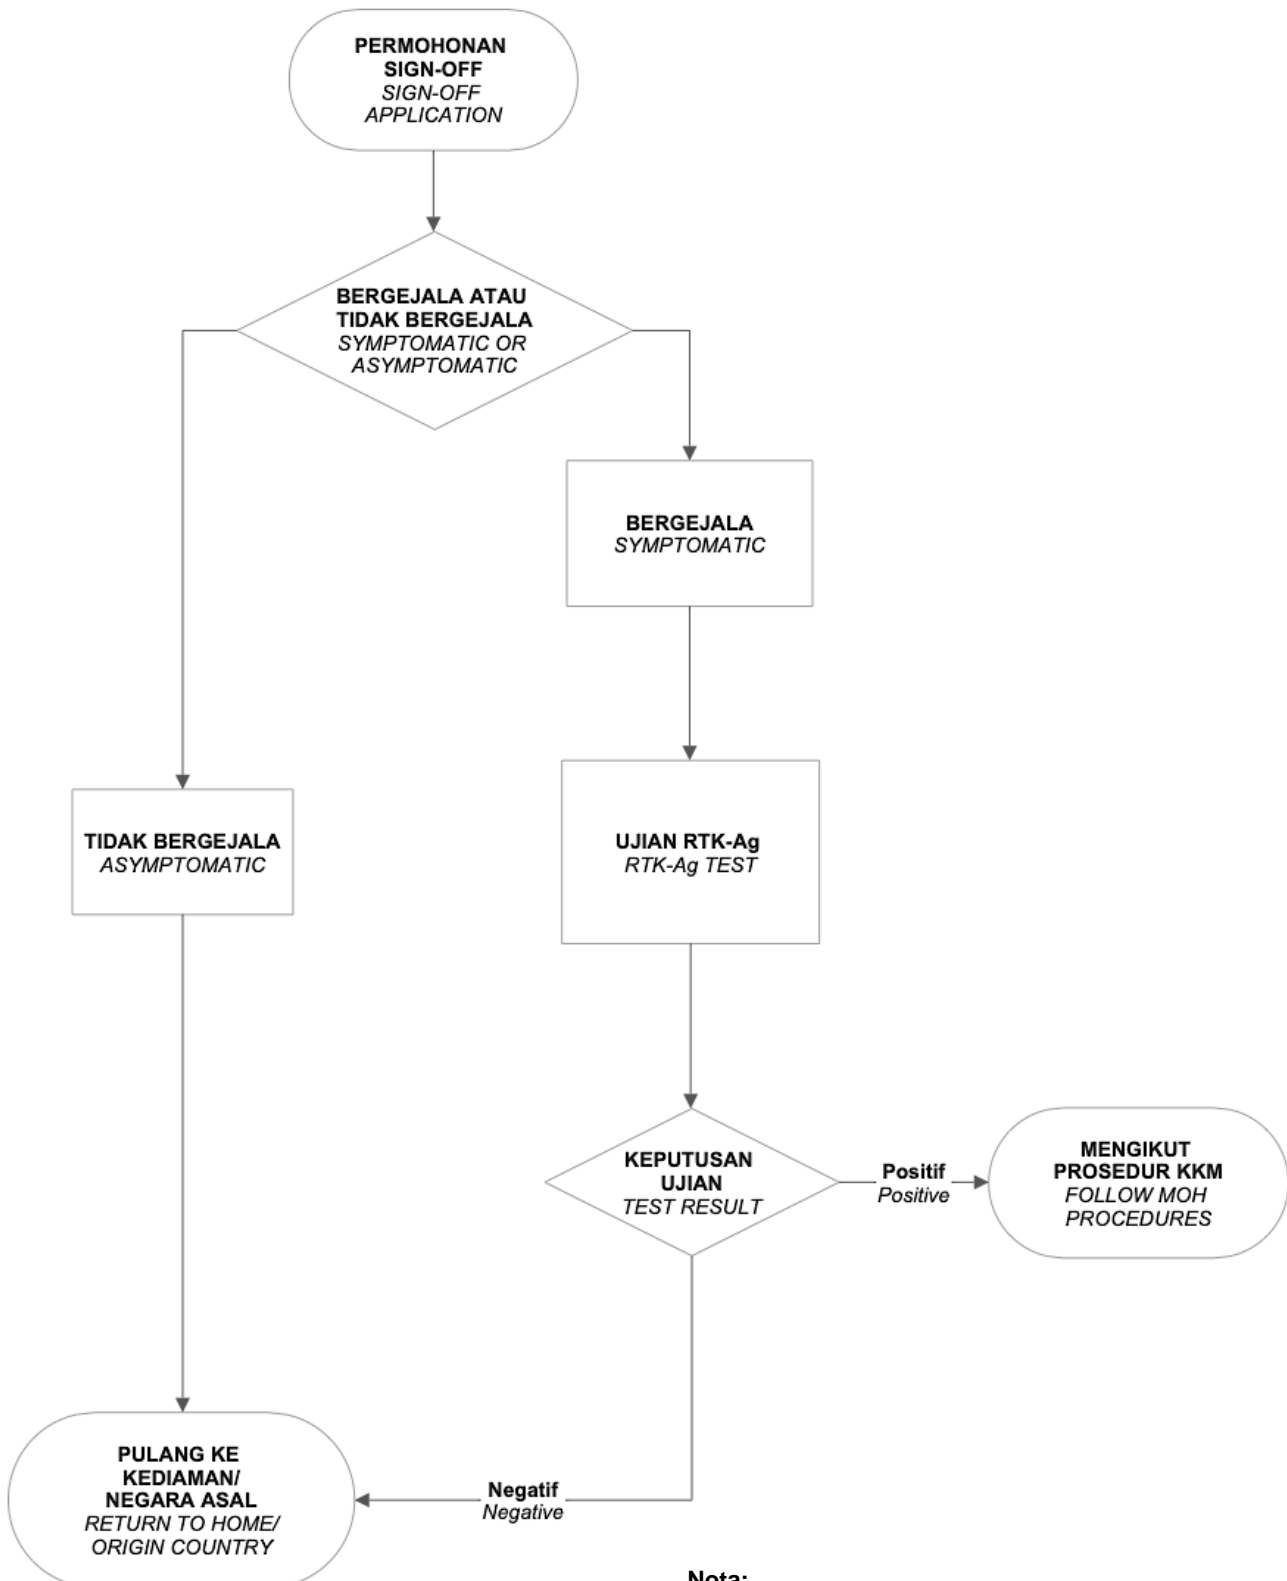 PERMOHONAN
SIGN-OFF
SIGN-OFF
APPLICATION
BERGEJALA ATAU
TIDAK BERGEJALA
SYMPTOMATIC OR
ASYMPTOMATIC
BERGEJALA
SYMPTOMATIC
TIDAK BERGEJALA
ASYMPTOMATIC
UJIAN RTK-Ag
RTK-Ag TEST
KEPUTUSAN
UJIAN
TEST RESULT
Positif
Positive
MENGIKUT
PROSEDUR KKM
FOLLOW MOH
PROCEDURES
PULANG KE
KEDIAMAN/
NEGARA ASAL
RETURN TO HOME/
ORIGIN COUNTRY
Negatif
Negative
Nota: